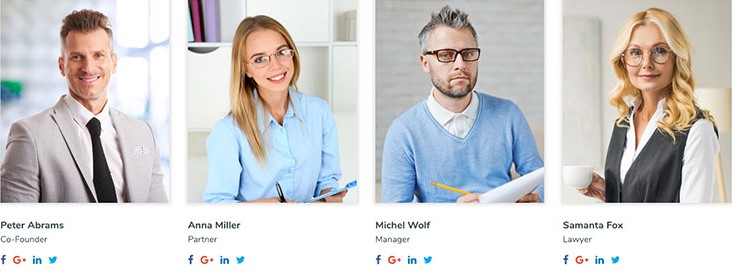 Peter Abrams
Co-Founder
f G+ in
Anna Miller
Partner
f G+ in
Michel Wolf
Manager
f G+ in
Samanta Fox
Lawyer
f G+ in